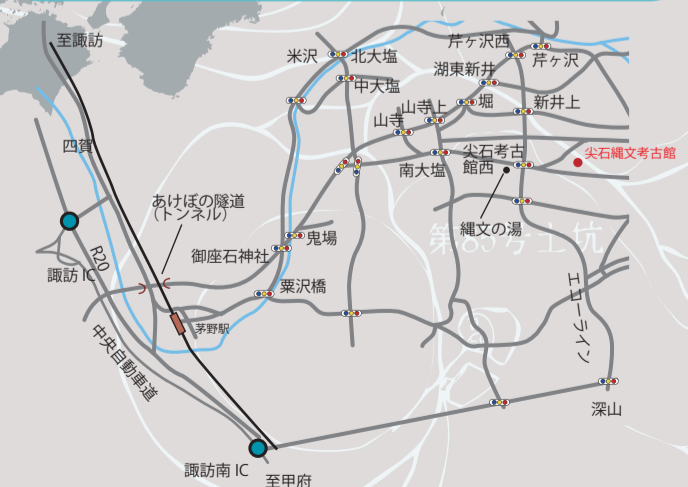 至諏訪
米沢
北大塩
中大塩
芹ヶ沢西
芹ヶ沢
湖東新井
堀
新井上
山寺上
山寺
四賀
尖石考古
館西
尖石縄文考古館
南大塩
縄文の湯
あけぼの隧道
(トンネル)
第85号土坑
鬼場
御座石神社
R20
諏訪 IC
粟沢橋
エコーライン
茅野駅
中央自動車道
深山
諏訪南 IC
至甲府